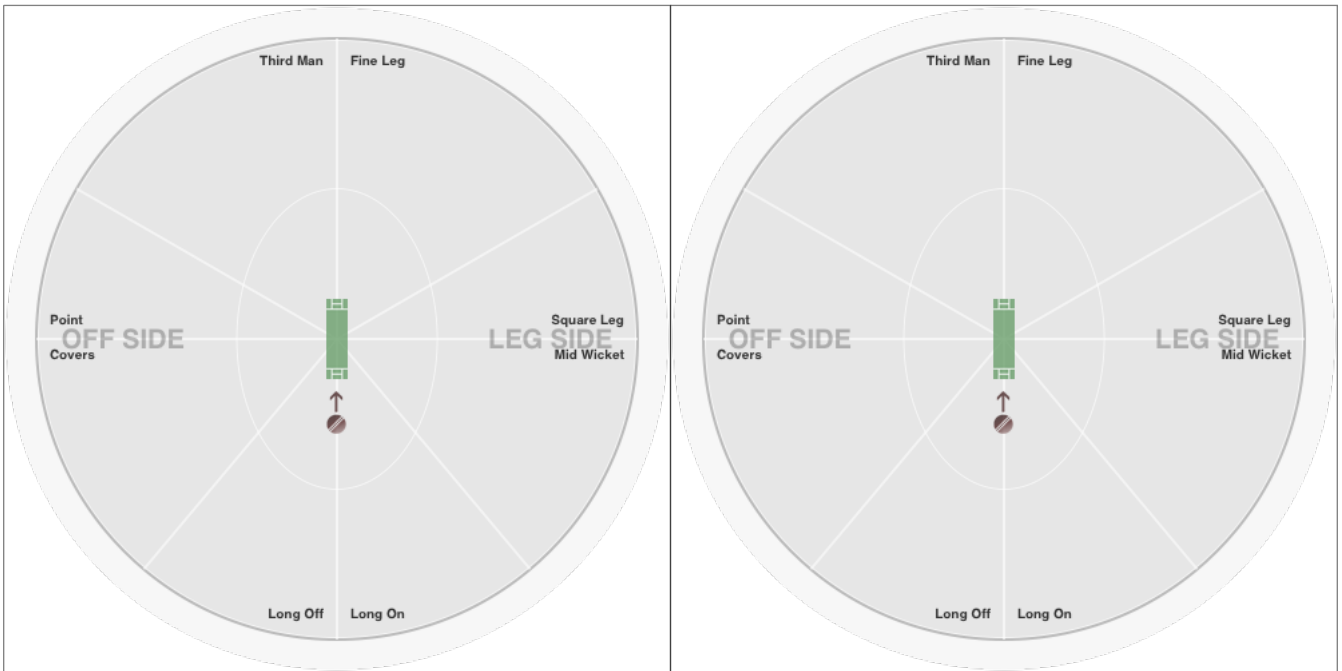 Third Man Fine Leg
Point
OFF SIDE
Covers
Square Leg
LEG SIDE
Mid Wicket
Long Off Long On
Third Man Fine Leg
Point
OFF SIDE
Covers
Square Leg
LEG SIDE
Mid Wicket
Long Off Long On